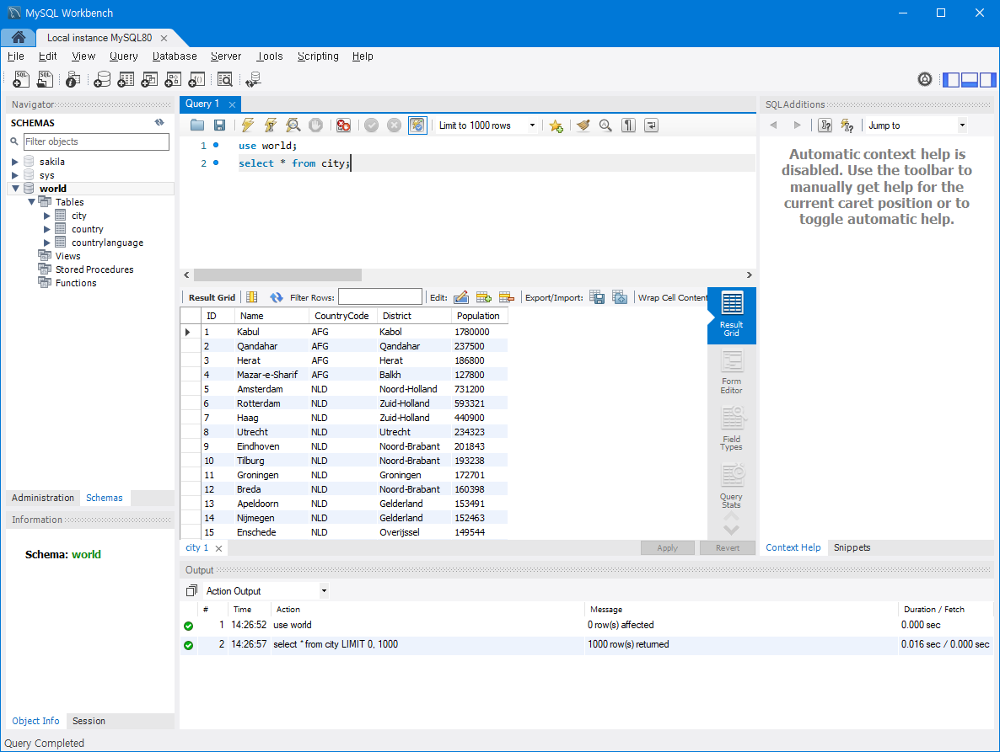 MySQL Workbench
Local instance MySQL80
File Edit View Query Database Server Tools Scripting Help
Navigator
SCHEMAS
Filter objects
sakila
sys
world
Tables
city
country
countrylanguage
Views
Stored Procedures
Functions
Administration Schemas
Information
Schema: world
Object Info Session
Query 1
Limit to 1000 rows
1 use world;
2 select * from city;
Result Grid Filter Rows: Edit: Export/Import: Wrap Cell Content
ID Name CountryCode District Population
1 Kabul AFG Kabol 1780000
2 Qandahar AFG Qandahar 237500
3 Herat AFG Herat 186800
4 Mazar-e-Sharif AFG Balkh 127800
5 Amsterdam NLD Noord-Holland 731200
6 Rotterdam NLD Zuid-Holland 593321
7 Haag NLD Zuid-Holland 440900
8 Utrecht NLD Utrecht 234323
9 Eindhoven NLD Noord-Brabant 201843
10 Tilburg NLD Noord-Brabant 193238
11 Groningen NLD Groningen 172701
12 Breda NLD Noord-Brabant 160398
13 Apeldoorn NLD Gelderland 153491
14 Nijmegen NLD Gelderland 152463
15 Enschede NLD Overijssel 149544
Result
Grid
Form
Editor
Field
Types
Query
Stats
city 1 Apply Revert
SQLAdditions
Jump to
Automatic context help is
disabled. Use the toolbar to
manually get help for the
current caret position or to
toggle automatic help.
Context Help Snippets
Output
Action Output
# Time Action Message Duration / Fetch
1 14:26:52 use world 0 row(s) affected 0.000 sec
2 14:26:57 select * from city LIMIT 0, 1000 1000 row(s) returned 0.016 sec / 0.000 sec
Query Completed